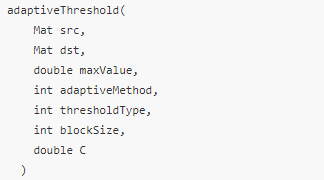 adaptiveThreshold(
Mat src,
Mat dst,
double maxValue,
int adaptiveMethod,
int thresholdType,
int blockSize,
double C
)